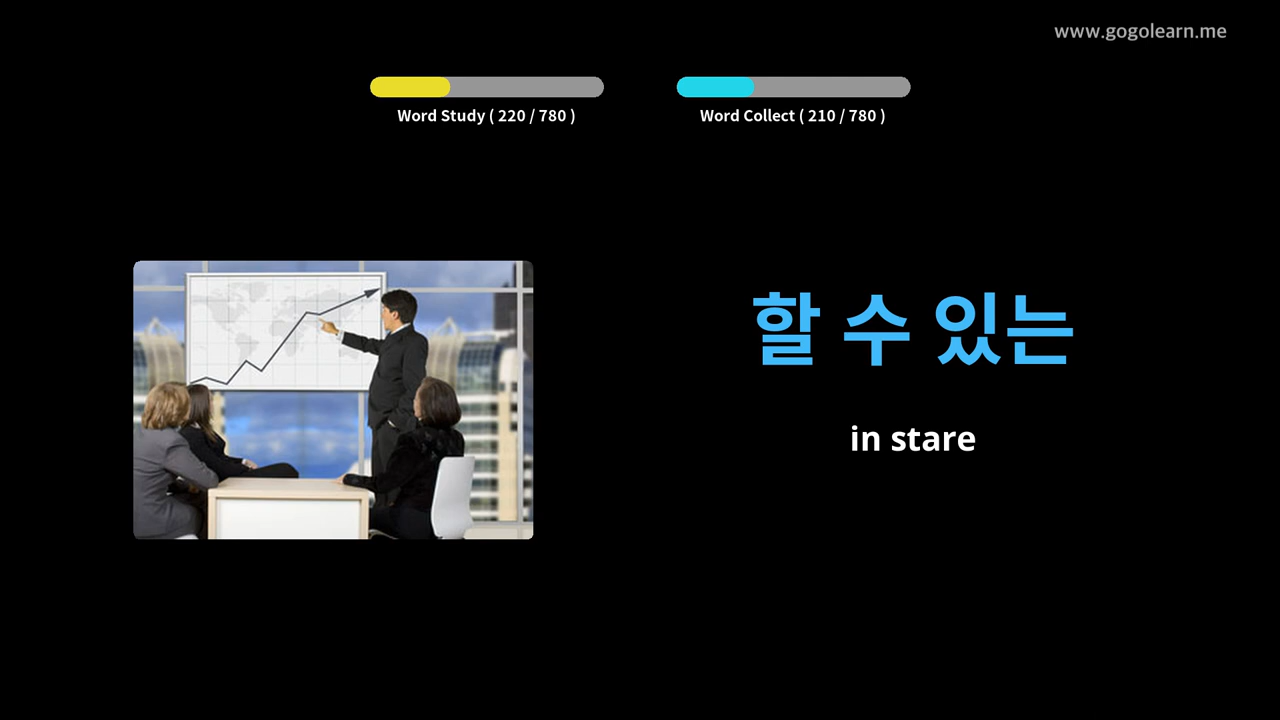 www.gogolearn.me
Word Study ( 220 / 780 )
Word Collect ( 210 / 780 )
할 수 있는
in stare